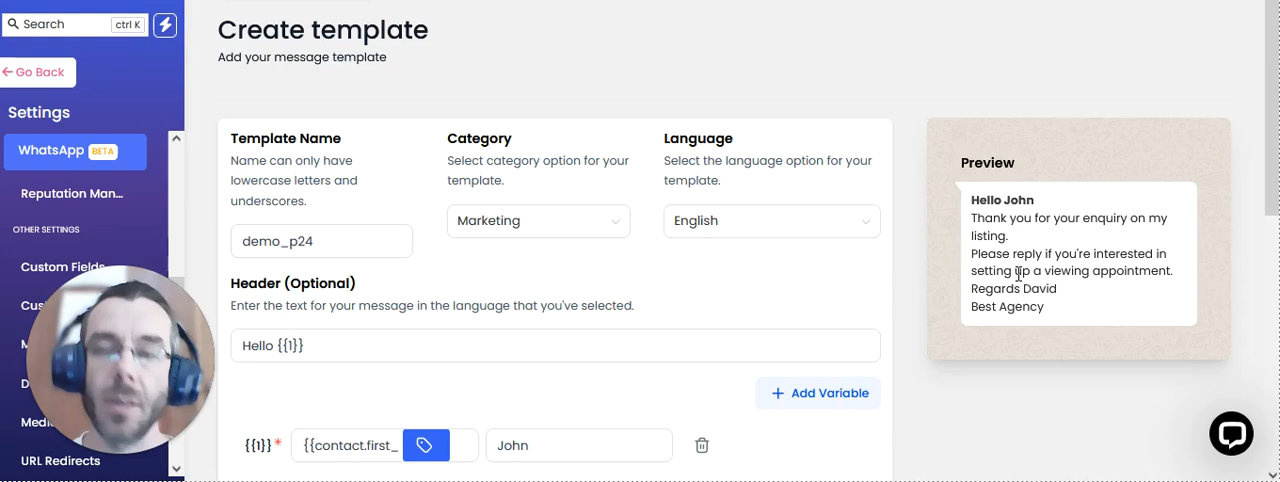 Search
ctrl K
Go Back
Settings
WhatsApp BETA
Reputation Man...
OTHER SETTINGS
Custom Fields
URL Redirects
Create template
Add your message template
Template Name
Name can only have
lowercase letters and
underscores.
demo_p24
Category
Select category option for your
template.
Marketing
Language
Select the language option for your
template.
English
Header (Optional)
Enter the text for your message in the language that you've selected.
Hello {{1}}
+ Add Variable
{{1}} *
{{contact.first_
John
Preview
Hello John
Thank you for your enquiry on my
listing.
Please reply if you're interested in
setting up a viewing appointment.
Regards David
Best Agency